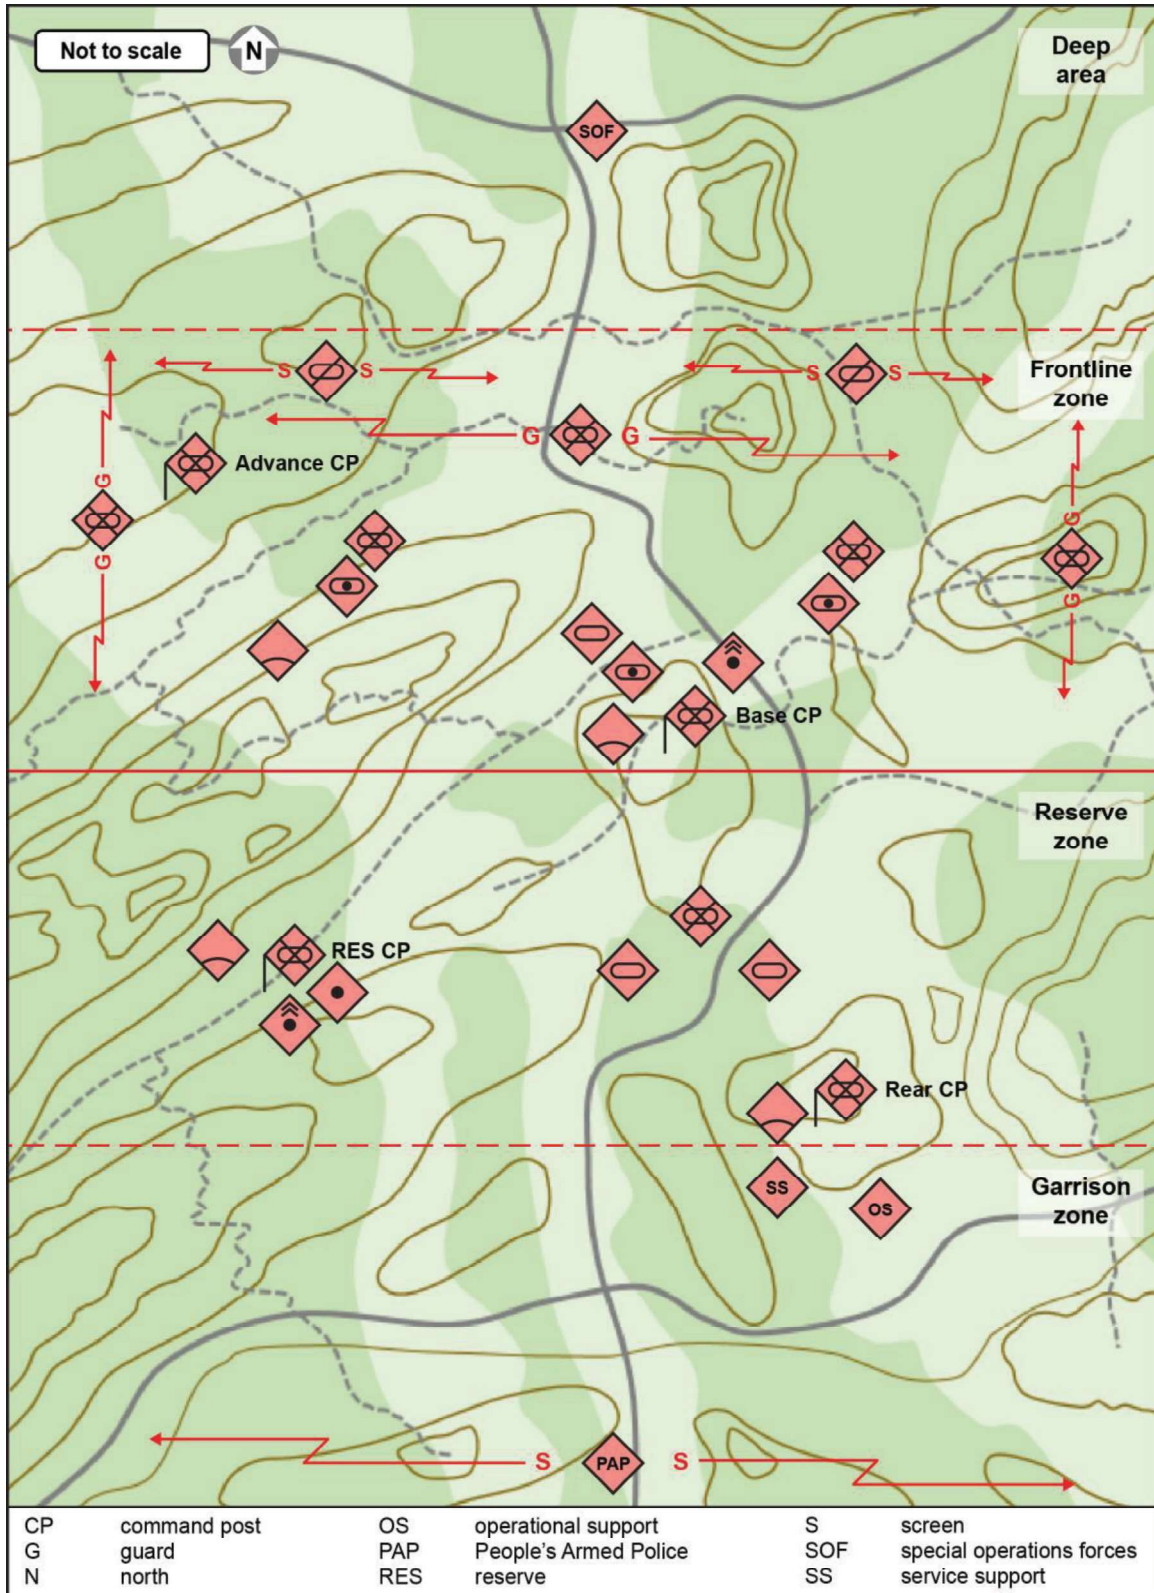 Not to scale
N
Deep
area
SOF
S
S
S
S
Frontline
zone
G
G
Advance CP
G
G
G
G
Base CP
Reserve
zone
RES CP
Rear CP
SS
OS
Garrison
zone
S
PAP
S
CP command post OS operational support S screen
G guard PAP People's Armed Police SOF special operations forces
N north RES reserve SS service support